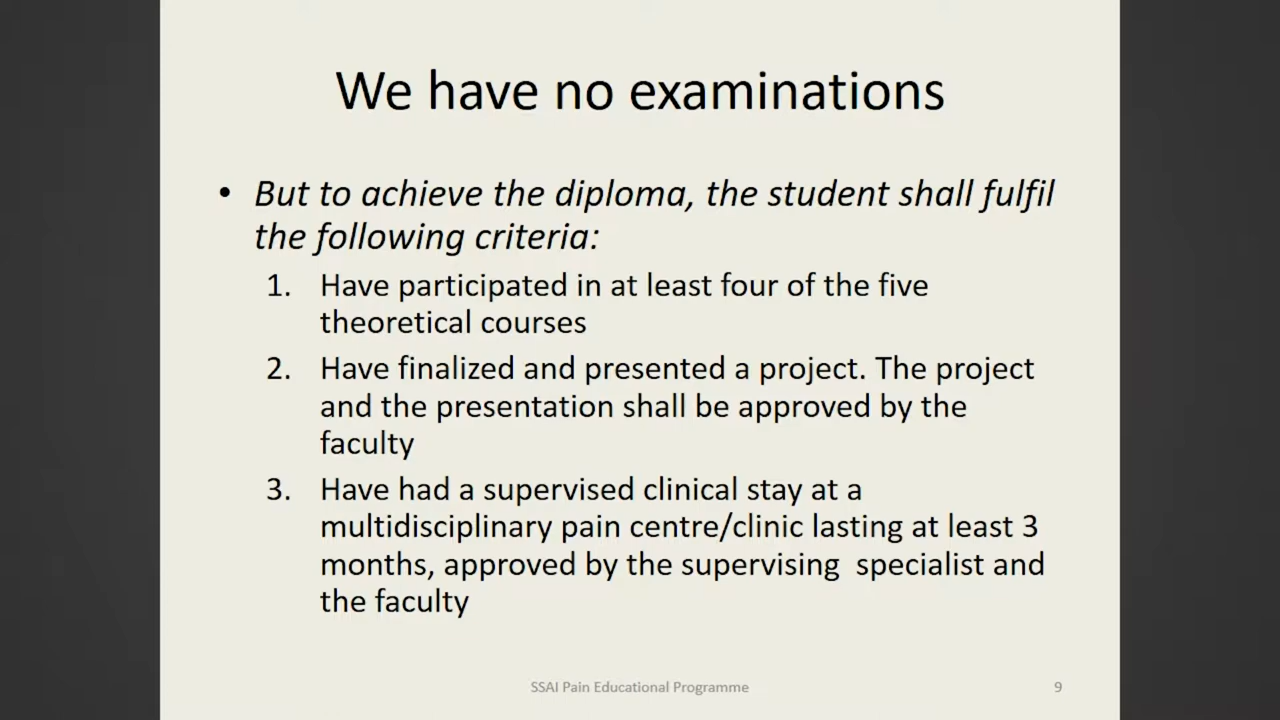 We have no examinations
• But to achieve the diploma, the student shall fulfil
the following criteria:
1. Have participated in at least four of the five
theoretical courses
2. Have finalized and presented a project. The project
and the presentation shall be approved by the
faculty
3. Have had a supervised clinical stay at a
multidisciplinary pain centre/clinic lasting at least 3
months, approved by the supervising  specialist and
the faculty
SSAI Pain Educational Programme
9